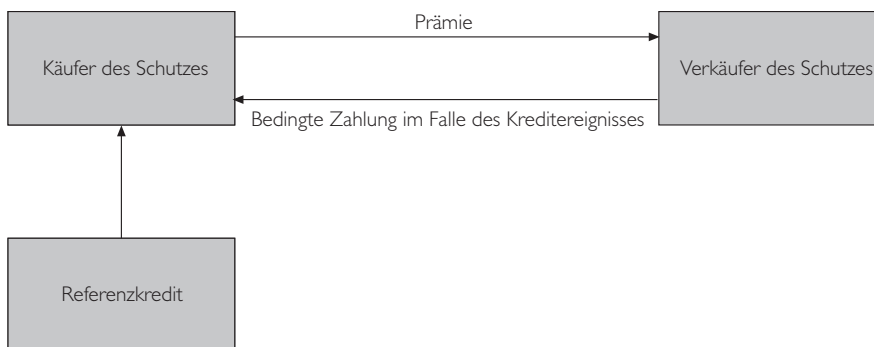 Prämie
Käufer des Schutzes
Verkäufer des Schutzes
Bedingte Zahlung im Falle des Kreditereignisses
Referenzkredit